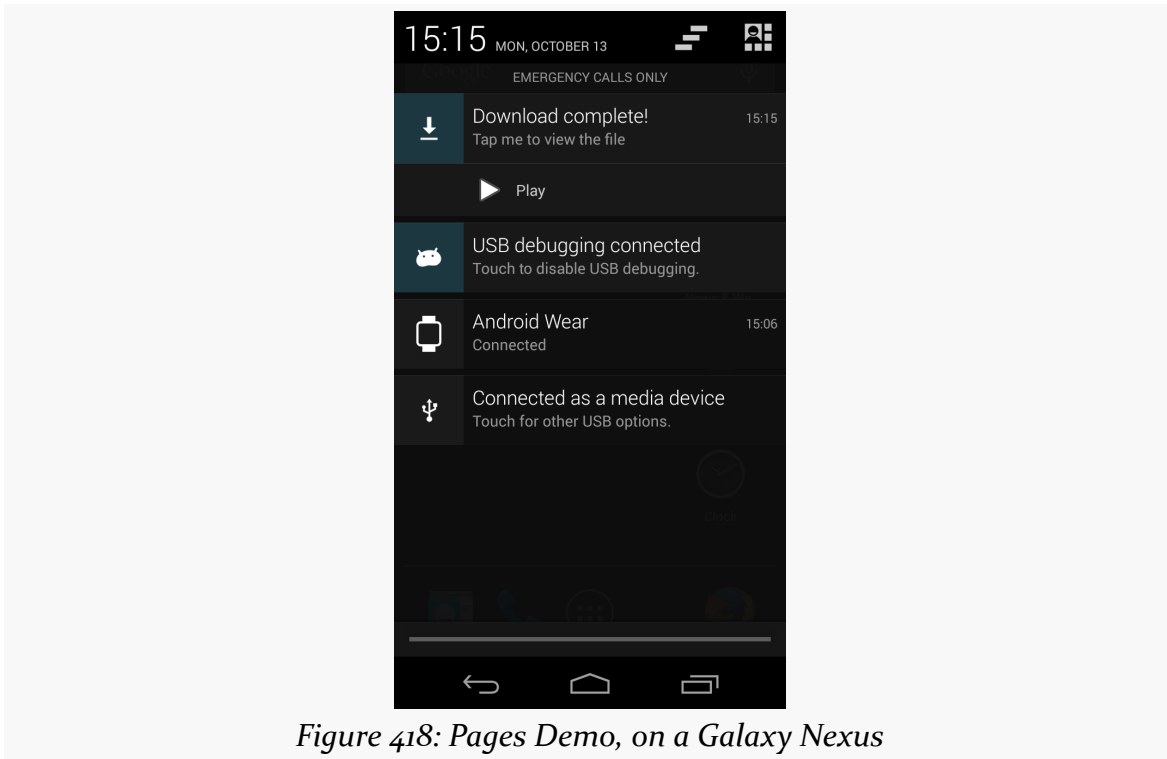 15:15 MON, OCTOBER 13
EMERGENCY CALLS ONLY
Download complete! 15:15
Tap me to view the file
Play
USB debugging connected
Touch to disable USB debugging.
Android Wear 15:06
Connected
Connected as a media device
Touch for other USB options.
Clock
Figure 418: Pages Demo, on a Galaxy Nexus